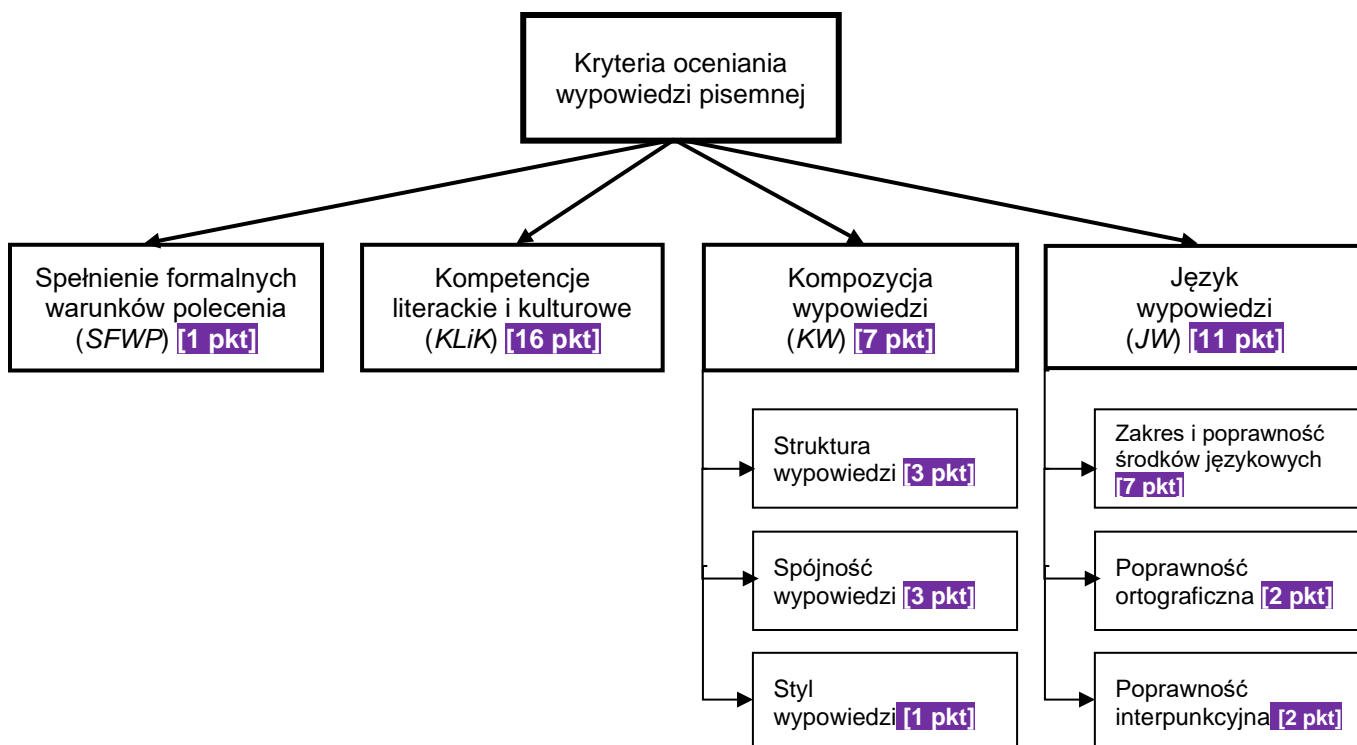 Kryteria oceniania
wypowiedzi pisemnej
Spełnienie formalnych
warunków polecenia
(SFWP) [1 pkt]
Kompetencje
literackie i kulturowe
(KLiK) [16 pkt]
Kompozycja
wypowiedzi
(KW) [7 pkt]
Język
wypowiedzi
(JW) [11 pkt]
Struktura
wypowiedzi [3 pkt]
Spójność
wypowiedzi [3 pkt]
Styl
wypowiedzi [1 pkt]
Zakres i poprawność
środków językowych
[7 pkt]
Poprawność
ortograficzna [2 pkt]
Poprawność
interpunkcyjna [2 pkt]